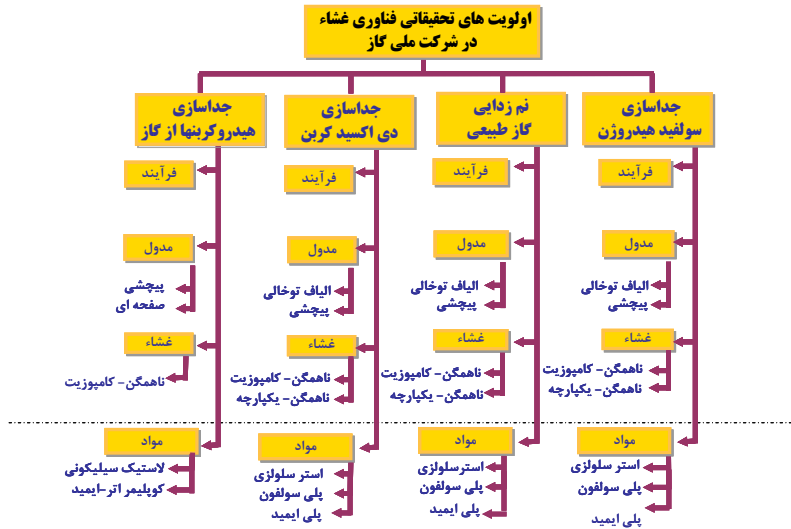 اولویت های تحقیقاتی فناوری غشاء
در شرکت ملی گاز
جداسازی
سولفید هیدروژن
فرآیند
مدول
الیاف توخالی
پیچشی
غشاء
ناهمگن- کامپوزیت
ناهمگن- یکپارچه
مواد
استر سلولزی
پلی سولفون
پلی ایمید
نم زدایی
گاز طبیعی
فرآیند
مدول
الیاف توخالی
پیچشی
غشاء
ناهمگن- کامپوزیت
ناهمگن- یکپارچه
مواد
استرسلولزی
پلی سولفون
پلی ایمید
جداسازی
دی اکسید کربن
فرآیند
مدول
الیاف توخالی
پیچشی
غشاء
ناهمگن- کامپوزیت
ناهمگن- یکپارچه
مواد
استر سلولزی
پلی سولفون
پلی ایمید
جداسازی
هیدروکربنها از گاز
فرآیند
مدول
پیچشی
صفحه ای
غشاء
ناهمگن- کامپوزیت
مواد
لاستیک سیلیکونی
کوپلیمر اتر-ایمید